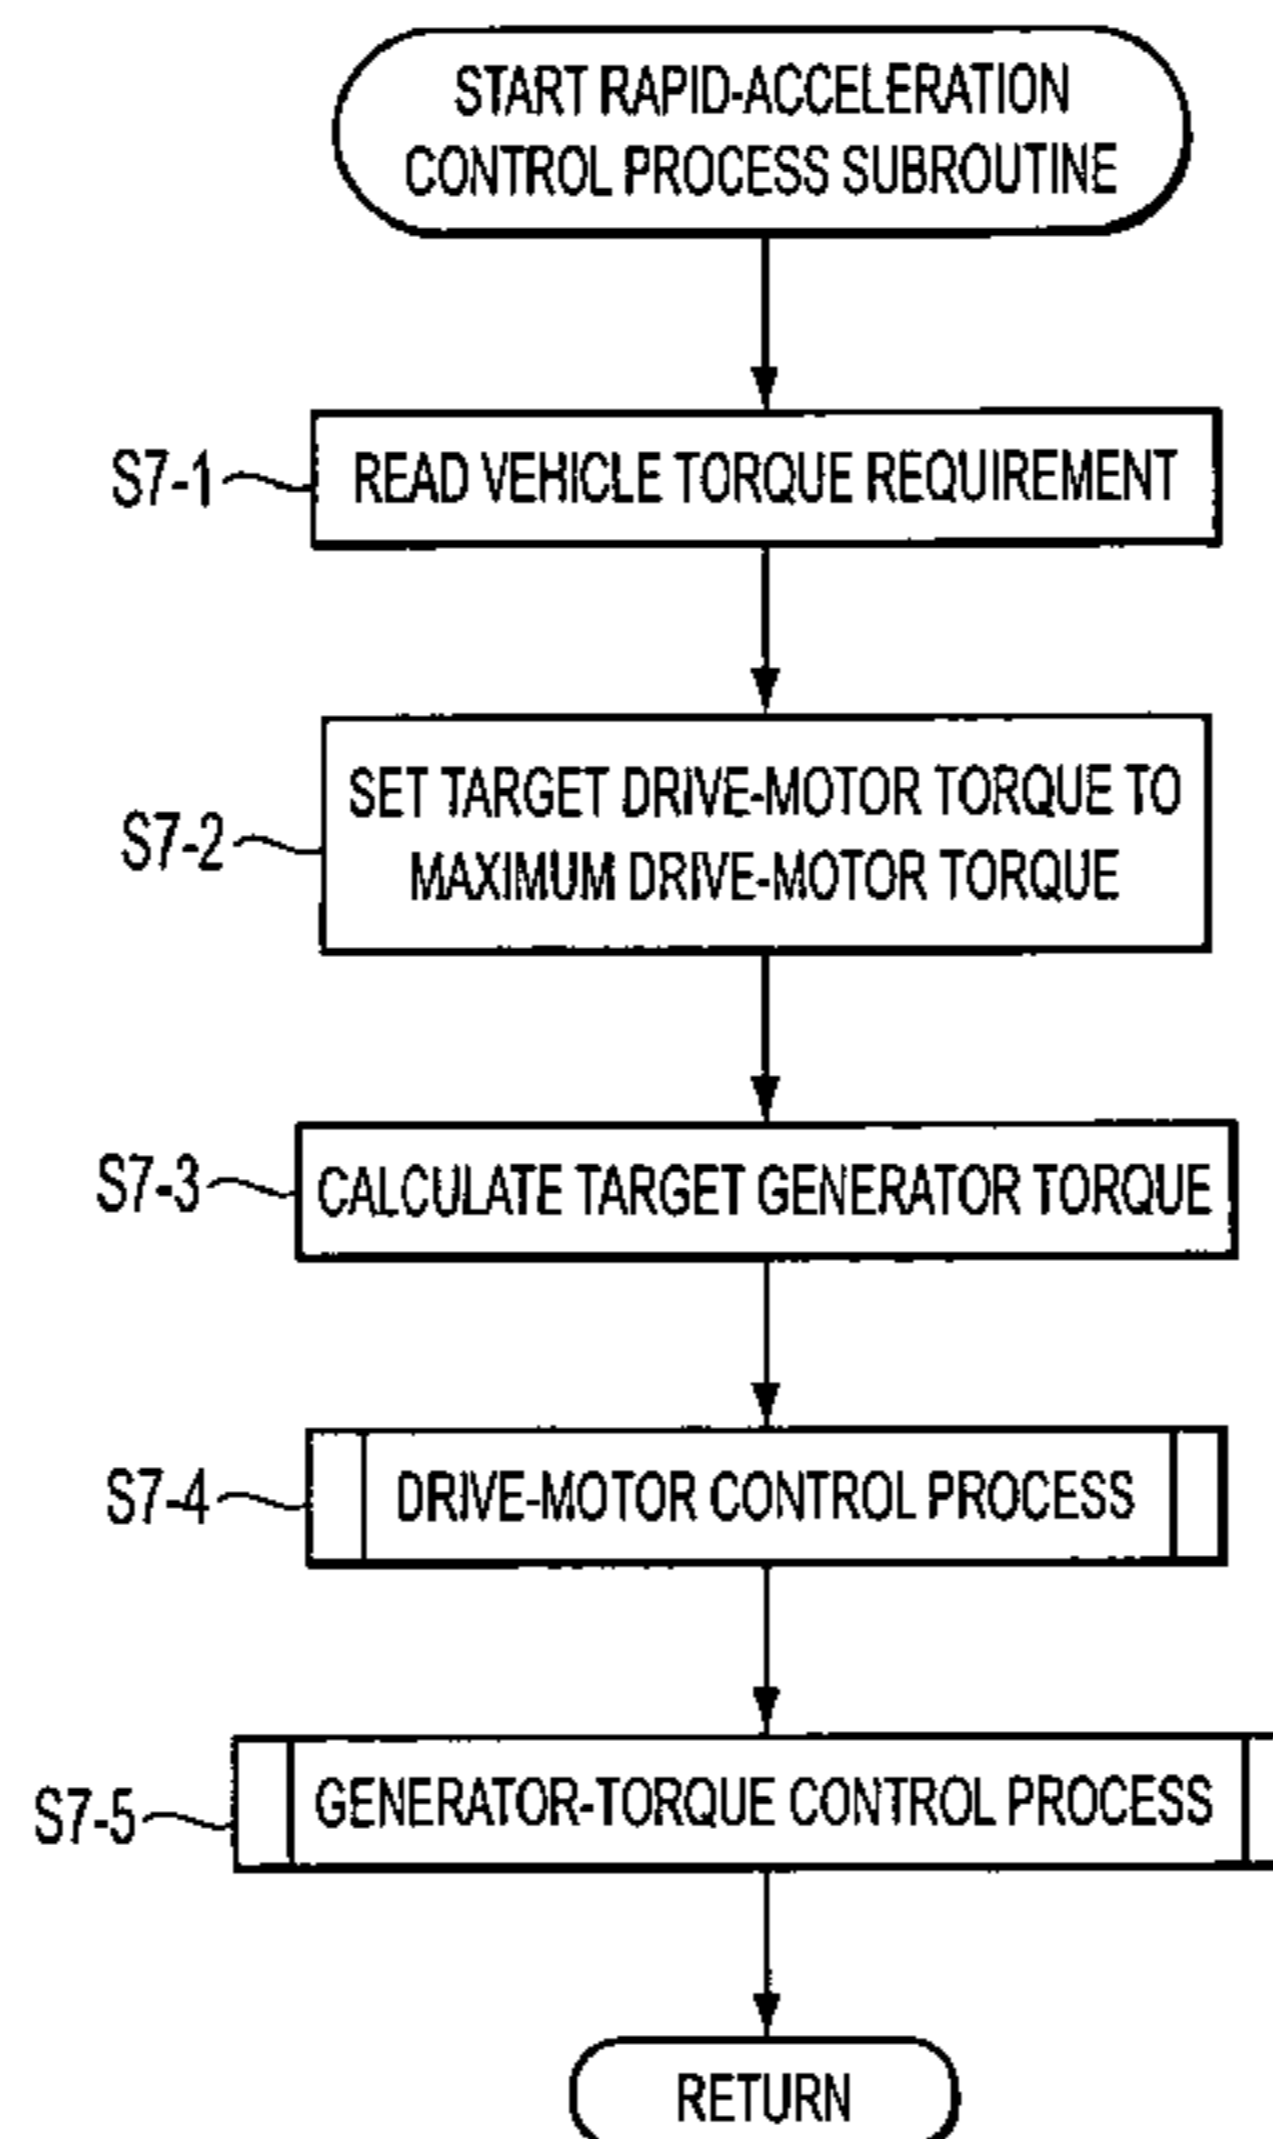 START RAPID-ACCELERATION
CONTROL PROCESS SUBROUTINE
S7-1
READ VEHICLE TORQUE REQUIREMENT
S7-2
SET TARGET DRIVE-MOTOR TORQUE TO
MAXIMUM DRIVE-MOTOR TORQUE
S7-3
CALCULATE TARGET GENERATOR TORQUE
S7-4
DRIVE-MOTOR CONTROL PROCESS
S7-5
GENERATOR-TORQUE CONTROL PROCESS
RETURN